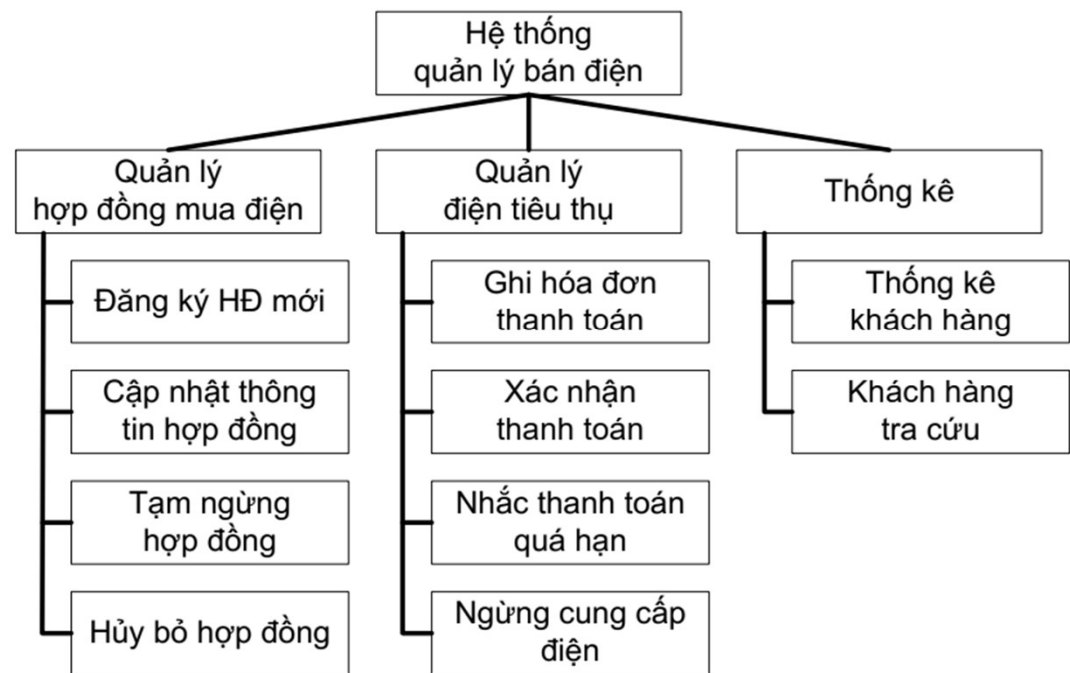 Hệ thống
quản lý bán điện
Quản lý
hợp đồng mua điện
Đăng ký HĐ mới
Cập nhật thông
tin hợp đồng
Tạm ngừng
hợp đồng
Hủy bỏ hợp đồng
Quản lý
điện tiêu thụ
Ghi hóa đơn
thanh toán
Xác nhận
thanh toán
Nhắc thanh toán
quá hạn
Ngừng cung cấp
điện
Thống kê
Thống kê
khách hàng
Khách hàng
tra cứu